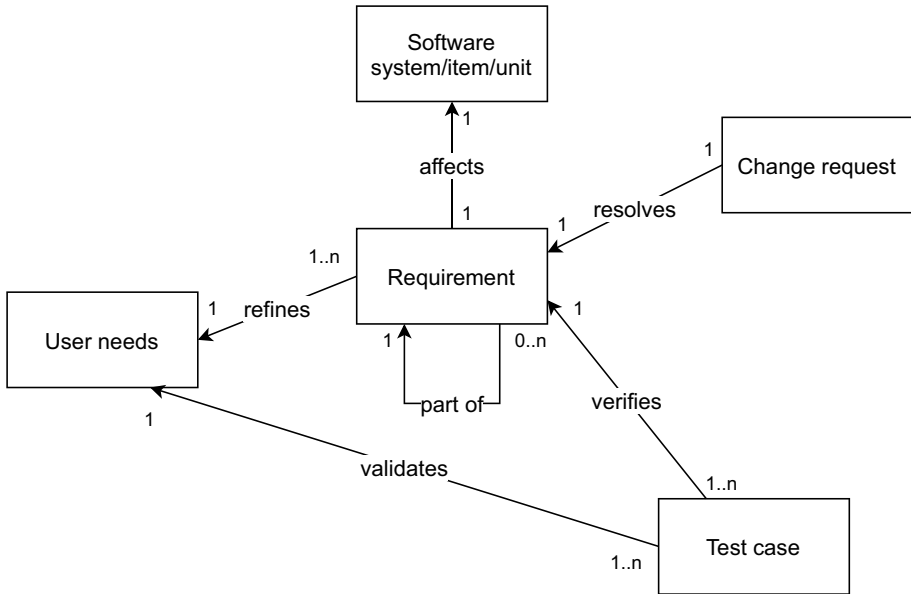 Software
system/item/unit
1
affects
1
Change request
1
resolves
1
Requirement
1..n
refines
1
User needs
1
0..n
part of
1
verifies
1..n
1
validates
1..n
Test case